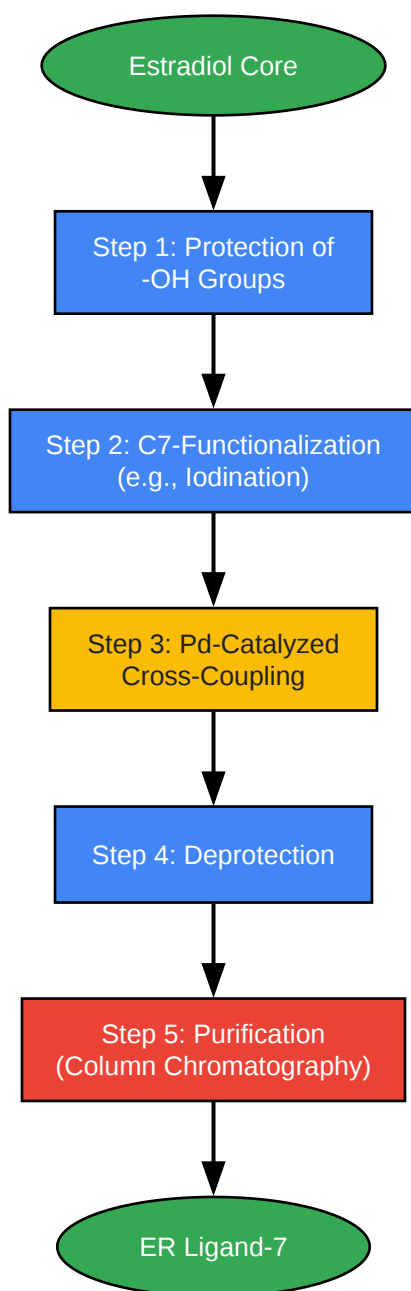 Estradiol Core
Step 1: Protection of
-OH Groups
Step 2: C7-Functionalization
(e.g., Iodination)
Step 3: Pd-Catalyzed
Cross-Coupling
Step 4: Deprotection
Step 5: Purification
(Column Chromatography)
ER Ligand-7